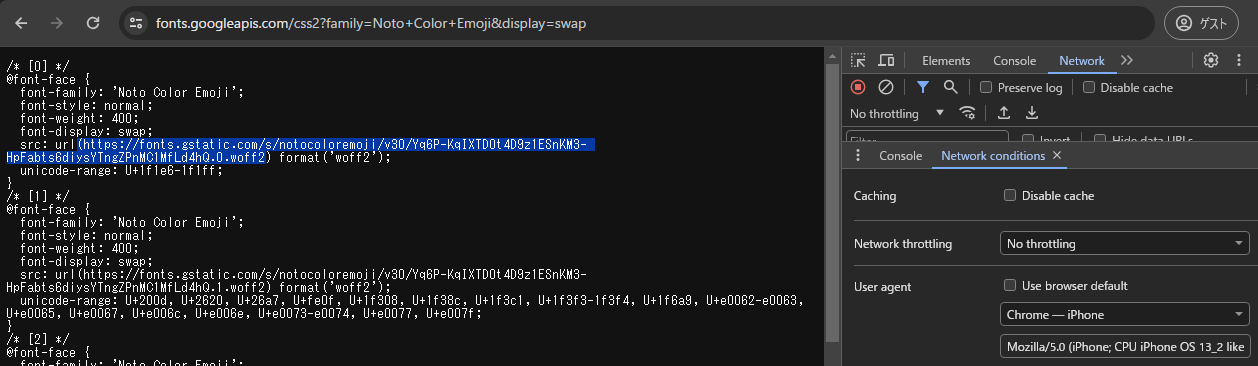 fonts.googleapis.com/css2?family=Noto+Color+Emoji&display=swap
ゲスト
/* [0] */
@font-face {
font-family: 'Noto Color Emoji';
font-style: normal;
font-weight: 400;
font-display: swap;
src: url(https://fonts.gstatic.com/s/notocoloremoji/v30/Yq6P-KqIXTD0t4D9z1ESnKM3-
HpFabts6diysYTngZPnMC1MfLd4hQ.0.woff2) format('woff2');
unicode-range: U+1f1e6-1f1ff;
}
/* [1] */
@font-face {
font-family: 'Noto Color Emoji';
font-style: normal;
font-weight: 400;
font-display: swap;
src: url(https://fonts.gstatic.com/s/notocoloremoji/v30/Yq6P-KqIXTD0t4D9z1ESnKM3-
HpFabts6diysYTngZPnMC1MfLd4hQ.1.woff2) format('woff2');
unicode-range: U+200d, U+2620, U+26a7, U+fe0f, U+1f308, U+1f38c, U+1f3c1, U+1f3f3-1f3f4, U+1f6a9, U+e0062-e0063,
U+e0065, U+e0067, U+e006c, U+e006e, U+e0073-e0074, U+e0077, U+e007f;
}
/* [2] */
@font-face {
font-family: 'Noto Color Emoji';
Elements Console Network
Preserve log Disable cache
No throttling
Filter Invert Hide data URLs
Console Network conditions
Caching Disable cache
Network throttling No throttling
User agent Use browser default
Chrome — iPhone
Mozilla/5.0 (iPhone; CPU iPhone OS 13_2 like